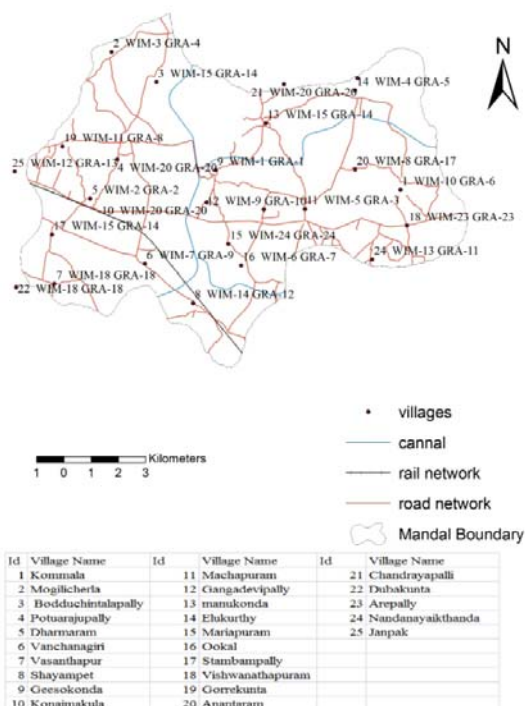 2 WIM-3 GRA-4
N
3 WIM-15 GRA-14
14 WIM-4 GRA-5
21 WIM-20 GRA-20
13 WIM-15 GRA-14
19 WIM-11 GRA-8
25 WIM-12 GRA-13
4 WIM-20 GRA-20
9 WIM-1 GRA-1
20 WIM-8 GRA-17
5 WIM-2 GRA-2
1 WIM-10 GRA-6
10 WIM-20 GRA-20
12 WIM-9 GRA-10
11 WIM-5 GRA-3
17 WIM-15 GRA-14
18 WIM-23 GRA-23
15 WIM-24 GRA-24
6 WIM-7 GRA-9
16 WIM-6 GRA-7
24 WIM-13 GRA-11
7 WIM-18 GRA-18
22 WIM-18 GRA-18
8 WIM-14 GRA-12
villages
cannal
Kilometers
1 0 1 2 3
rail network
road network
Mandal Boundary
Id Village Name Id Village Name Id Village Name
1 Kommala 11 Machapuram 21 Chandrayapalli
2 Mogilicherla 12 Gangadevipally 22 Dubakunta
3 Bodduchintalapally 13 manukonda 23 Arepally
4 Potuarajupally 14 Elukurthy 24 Nandanayaikthanda
5 Dharmaram 15 Mariapuram 25 Janpak
6 Vanchanagiri 16 Ookal
7 Vasanthapur 17 Stambampally
8 Shayampet 18 Vishwanathapuram
9 Geesokonda 19 Gorrekunta
10 Konaimakula 20 Anantaram